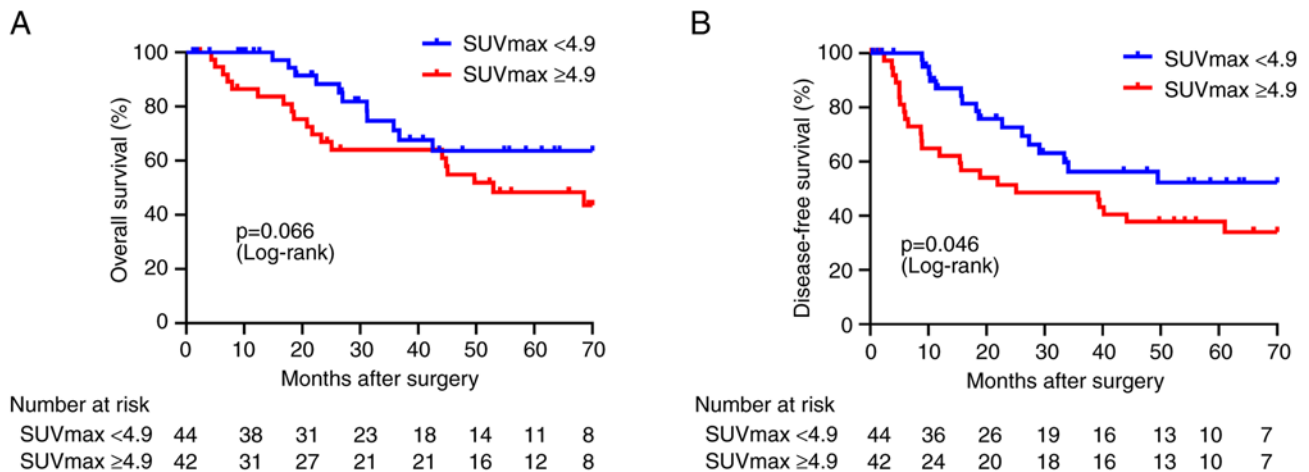 A
SUVmax <4.9
SUVmax ≥4.9
Overall survival (%)
100
80
60
40
20
0
p=0.066
(Log-rank)
0 10 20 30 40 50 60 70
Months after surgery
Number at risk
SUVmax <4.9 44 38 31 23 18 14 11 8
SUVmax ≥4.9 42 31 27 21 21 16 12 8
B
SUVmax <4.9
SUVmax ≥4.9
Disease-free survival (%)
100
80
60
40
20
0
p=0.046
(Log-rank)
0 10 20 30 40 50 60 70
Months after surgery
Number at risk
SUVmax <4.9 44 36 26 19 16 13 10 7
SUVmax ≥4.9 42 24 20 18 16 13 10 7